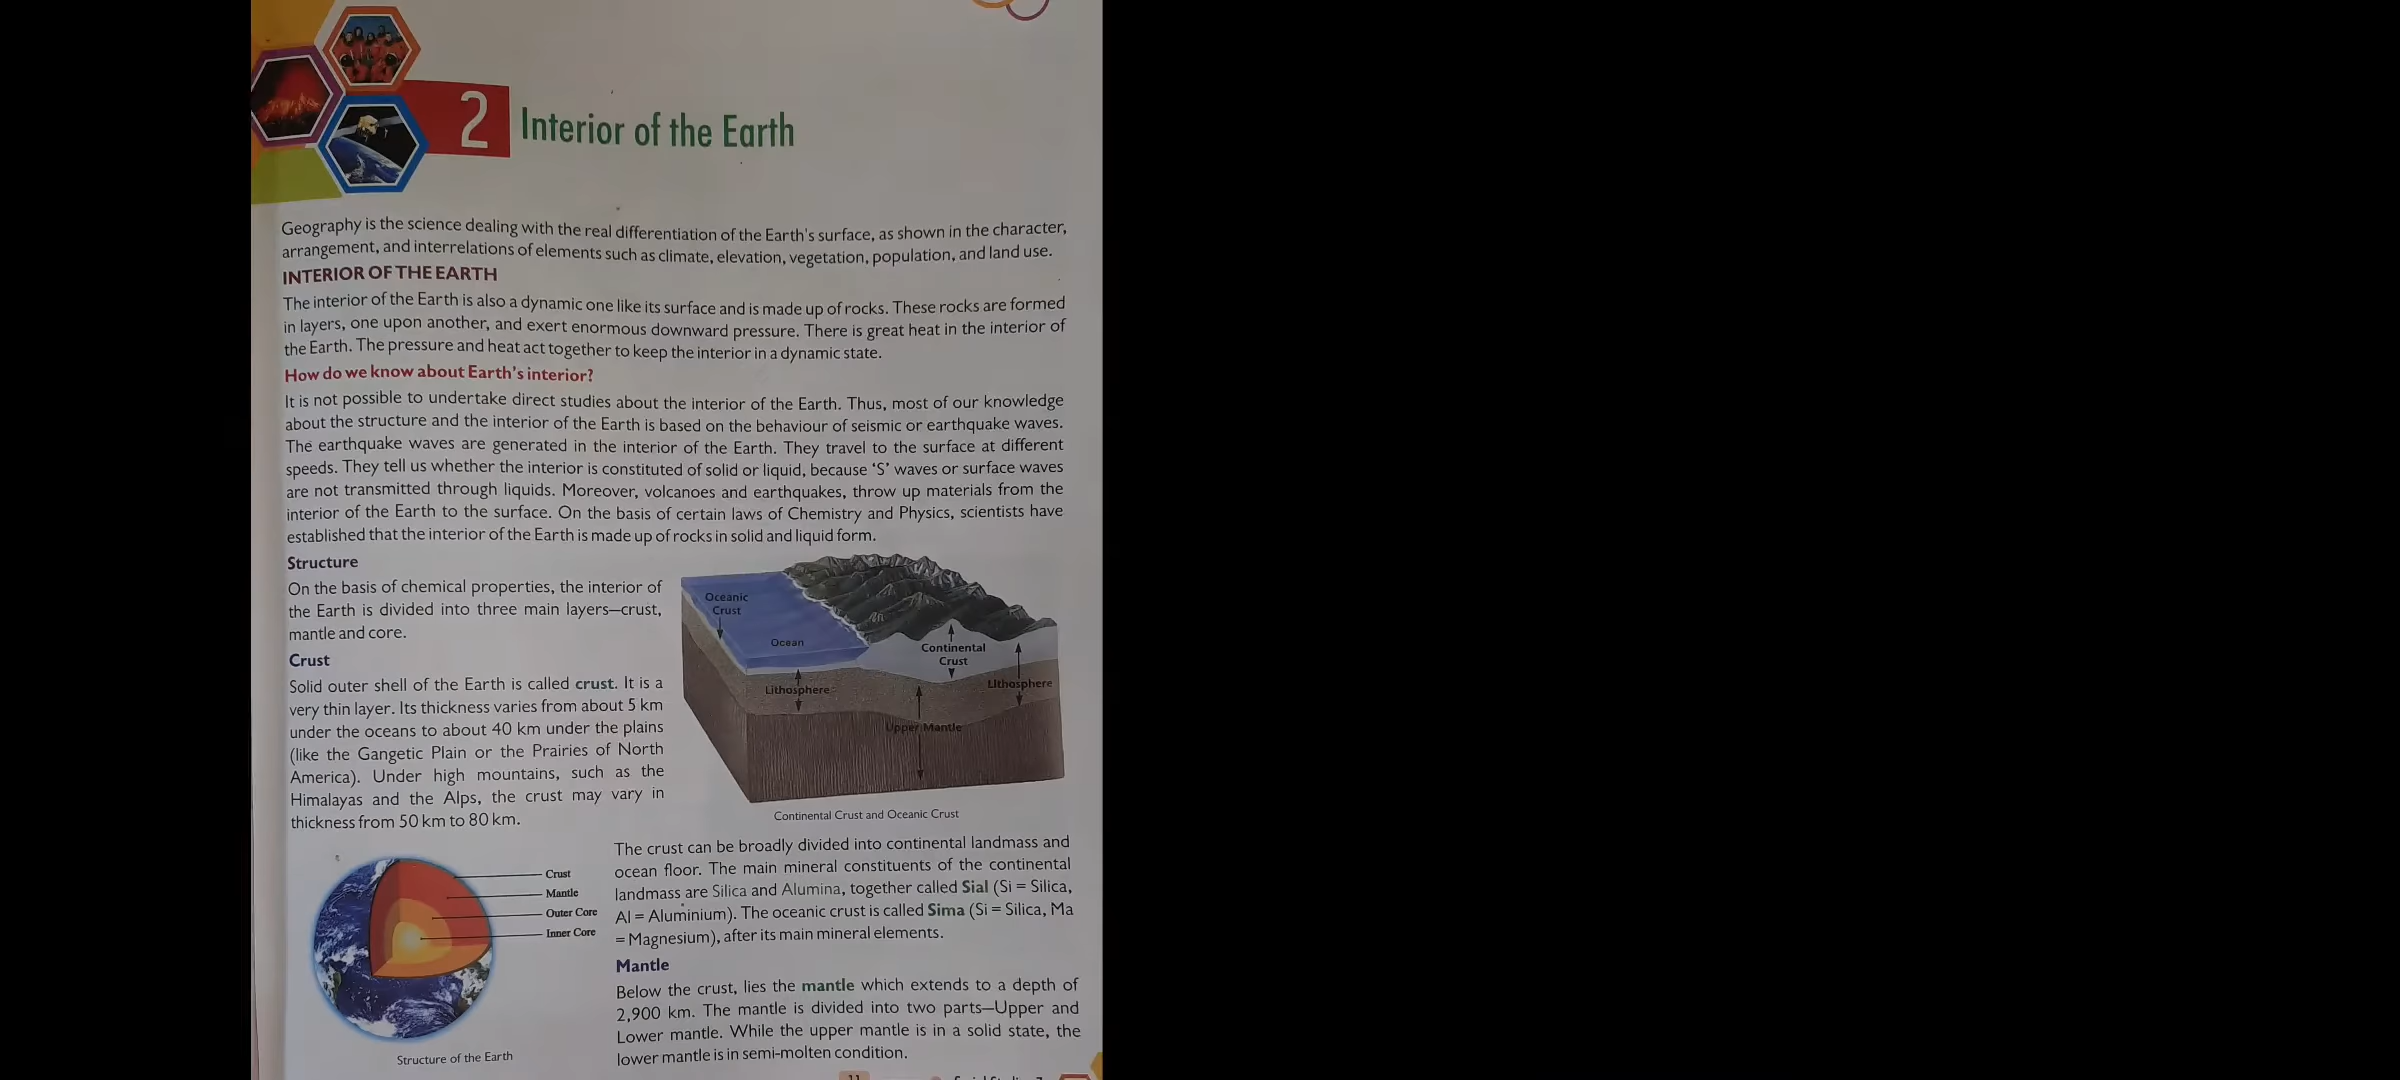 2
Interior of the Earth
Geography is the science dealing with the real differentiation of the Earth's surface, as shown in the character,
arrangement, and interrelations of elements such as climate, elevation, vegetation, population, and land use.
INTERIOR OF THE EARTH
The interior of the Earth is also a dynamic one like its surface and is made up of rocks. These rocks are formed
in layers, one upon another, and exert enormous downward pressure. There is great heat in the interior of
the Earth. The pressure and heat act together to keep the interior in a dynamic state.
How do we know about Earth's interior?
It is not possible to undertake direct studies about the interior of the Earth. Thus, most of our knowledge
about the structure and the interior of the Earth is based on the behaviour of seismic or earthquake waves.
The earthquake waves are generated in the interior of the Earth. They travel to the surface at different
speeds. They tell us whether the interior is constituted of solid or liquid, because ‘S’ waves or surface waves
are not transmitted through liquids. Moreover, volcanoes and earthquakes, throw up materials from the
interior of the Earth to the surface. On the basis of certain laws of Chemistry and Physics, scientists have
established that the interior of the Earth is made up of rocks in solid and liquid form.
Structure
On the basis of chemical properties, the interior of
the Earth is divided into three main layers—crust,
mantle and core.
Crust
Solid outer shell of the Earth is called crust. It is a
very thin layer. Its thickness varies from about 5 km
under the oceans to about 40 km under the plains
(like the Gangetic Plain or the Prairies of North
America). Under high mountains, such as the
Himalayas and the Alps, the crust may vary in
thickness from 50 km to 80 km.
Oceanic
Crust
Ocean
Continental
Crust
Lithosphere
Lithosphere
Upper Mantle
Continental Crust and Oceanic Crust
Crust
Mantle
Outer Core
Inner Core
Structure of the Earth
The crust can be broadly divided into continental landmass and
ocean floor. The main mineral constituents of the continental
landmass are Silica and Alumina, together called Sial (Si = Silica,
Al = Aluminium). The oceanic crust is called Sima (Si = Silica, Ma
= Magnesium), after its main mineral elements.
Mantle
Below the crust, lies the mantle which extends to a depth of
2,900 km. The mantle is divided into two parts—Upper and
Lower mantle. While the upper mantle is in a solid state, the
lower mantle is in semi-molten condition.
11